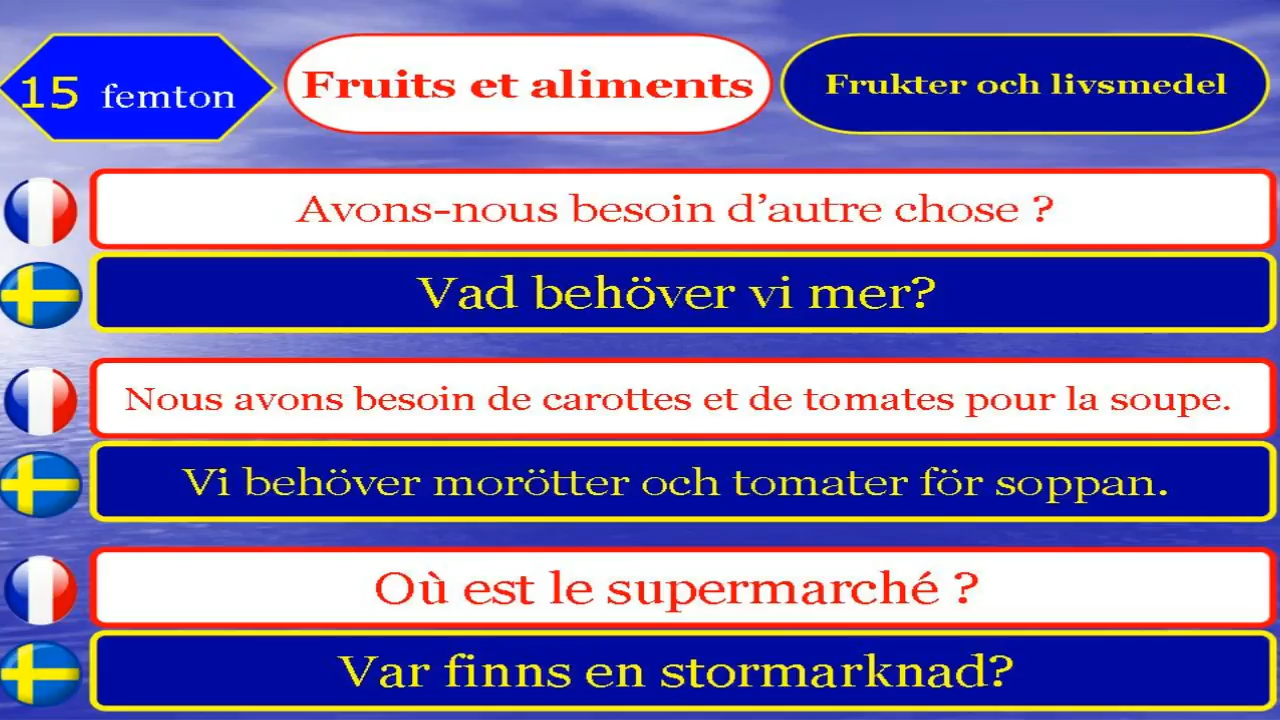 15 femton
Fruits et aliments
Frukter och livsmedel
Avons-nous besoin d’autre chose ?
Vad behöver vi mer?
Nous avons besoin de carottes et de tomates pour la soupe.
Vi behöver morötter och tomater för soppan.
Où est le supermarché ?
Var finns en stormarknad?